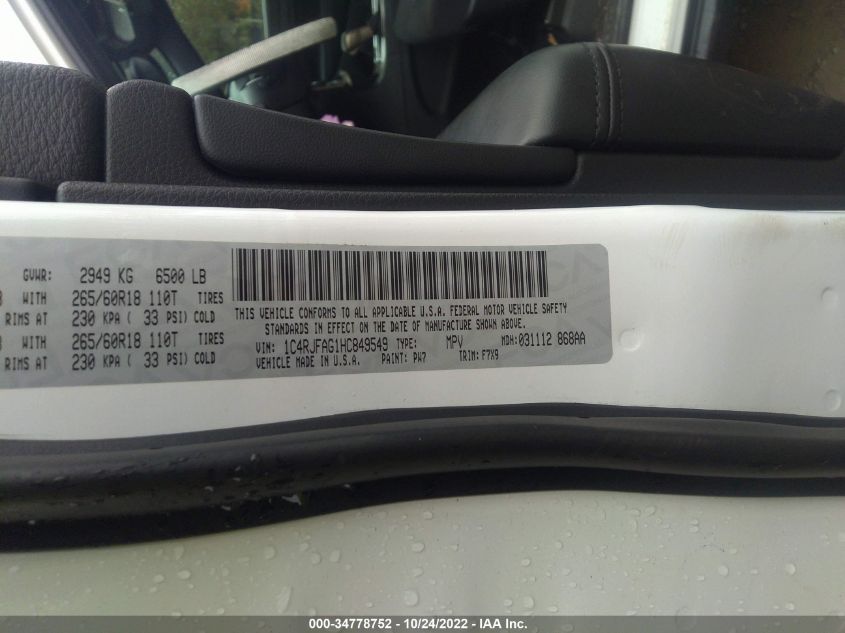 GVWR: 2949 KG 6500 LB
WITH 265/60R18 110T TIRES
RIMS AT 230 KPA ( 33 PSI) COLD
WITH 265/60R18 110T TIRES
RIMS AT 230 KPA ( 33 PSI) COLD
THIS VEHICLE CONFORMS TO ALL APPLICABLE U.S.A. FEDERAL MOTOR VEHICLE SAFETY
STANDARDS IN EFFECT ON THE DATE OF MANUFACTURE SHOWN ABOVE.
VIN: 1C4RJFAG1HC849549 TYPE: MPV MDH: 031112 868AA
VEHICLE MADE IN U.S.A. PAINT: PW7 TRIM: F7X9
000-34778752 - 10/24/2022 - IAA Inc.